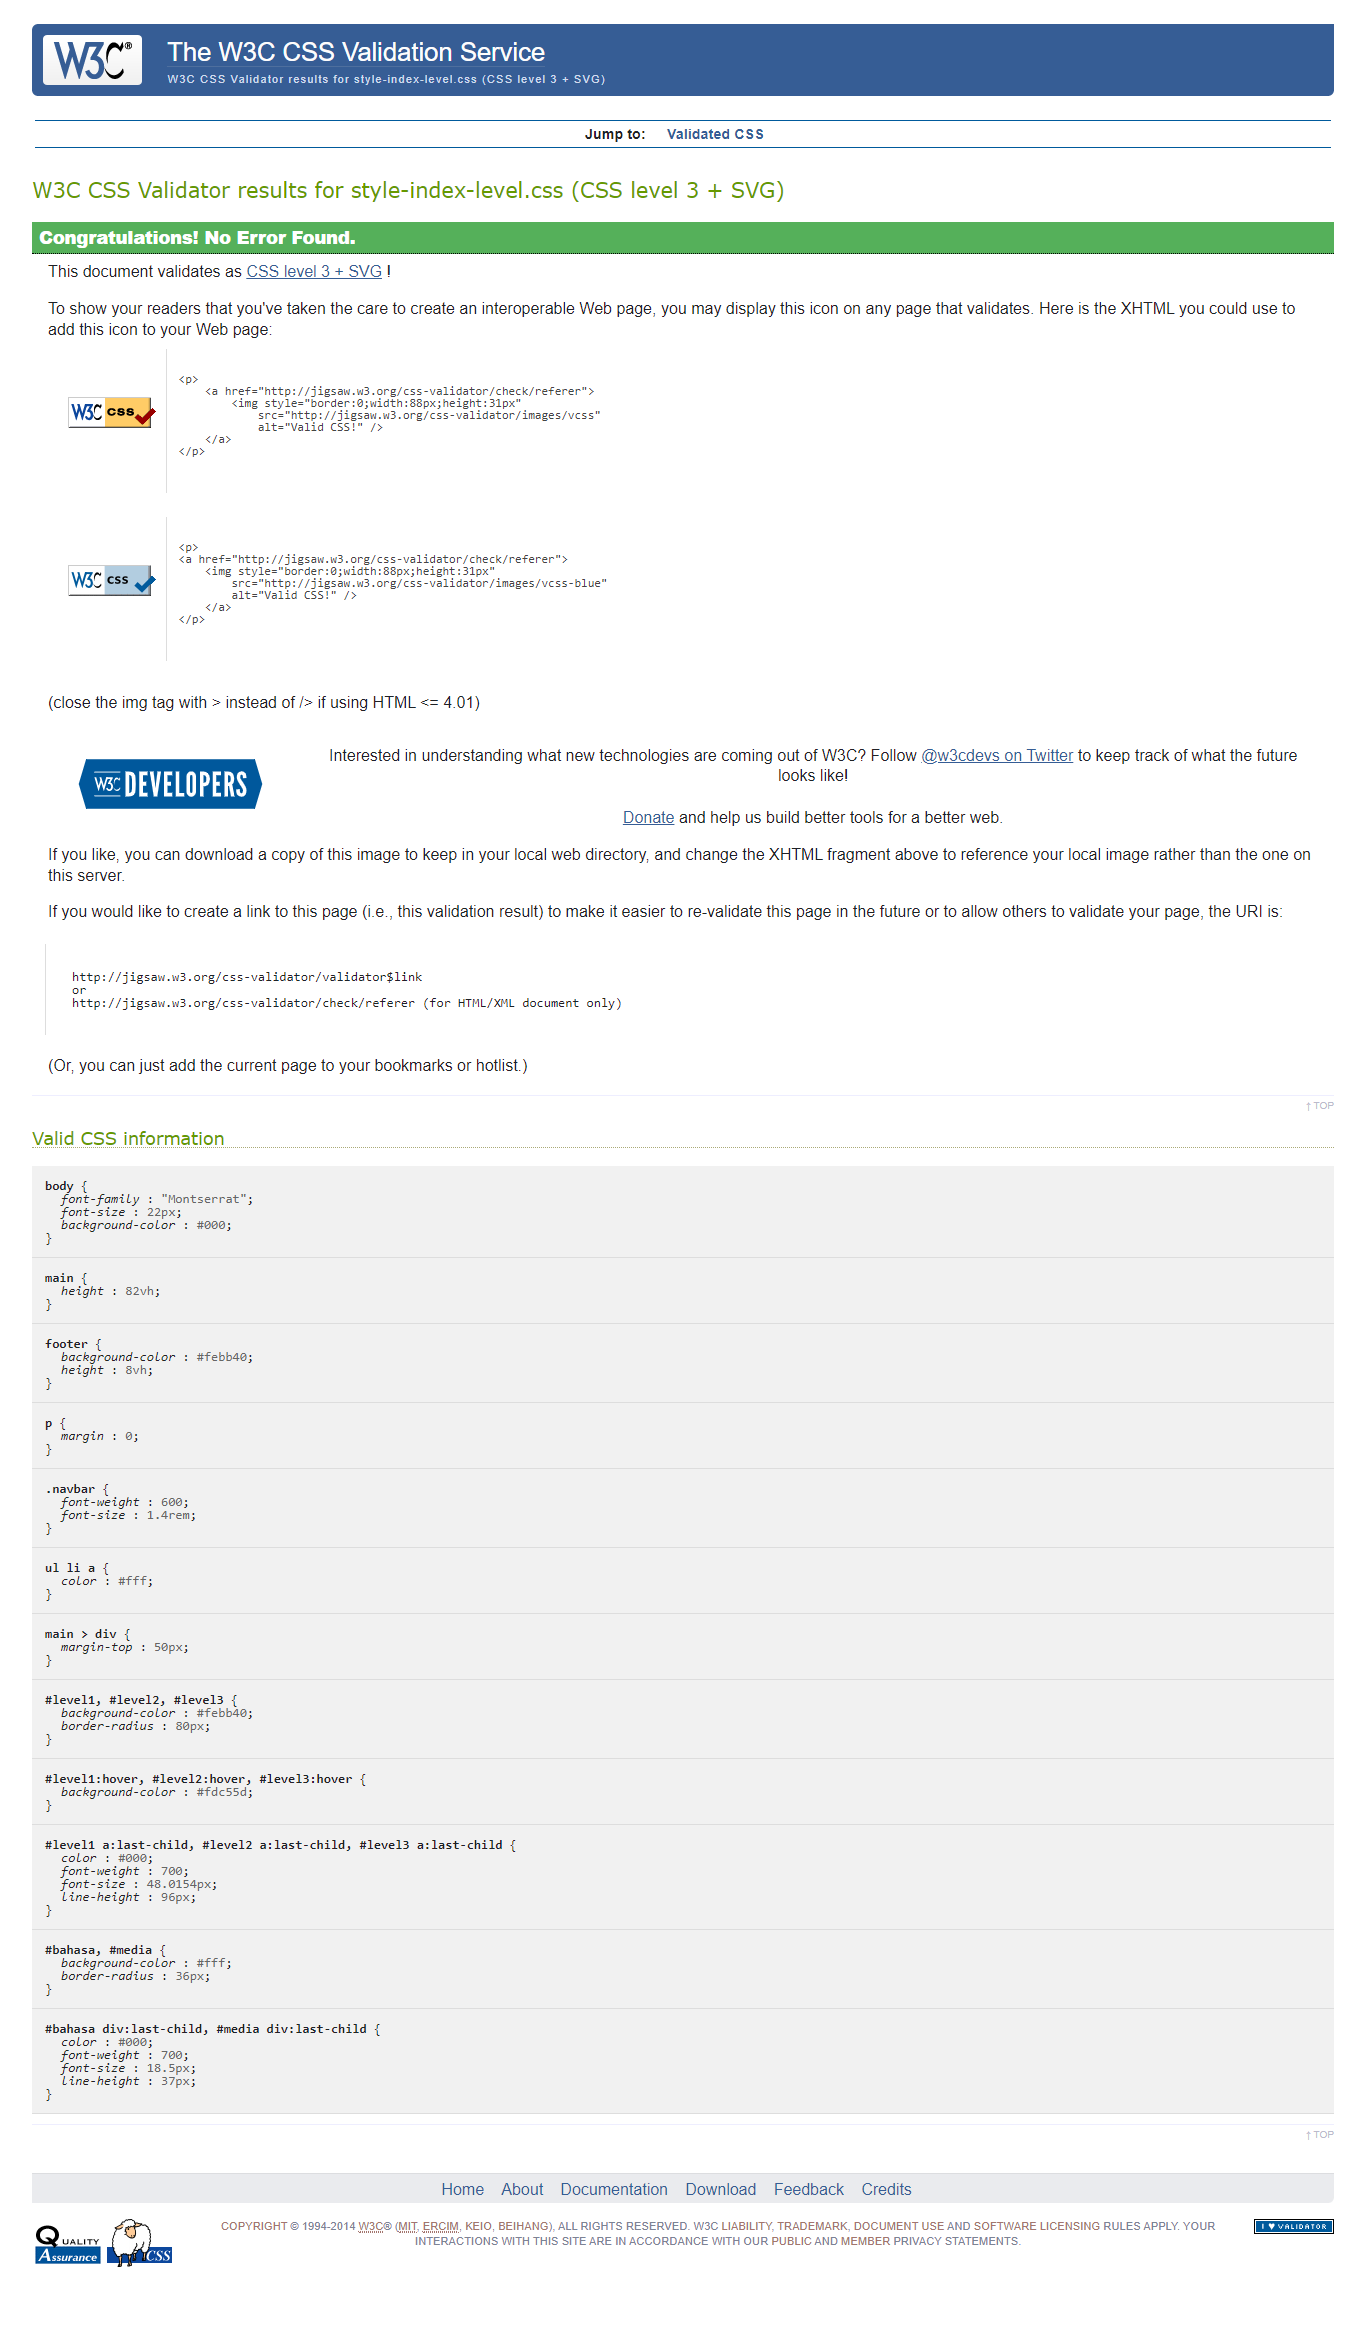 W3C®
The W3C CSS Validation Service
W3C CSS Validator results for style-index-level.css (CSS level 3 + SVG)
Jump to: Validated CSS
W3C CSS Validator results for style-index-level.css (CSS level 3 + SVG)
Congratulations! No Error Found.
This document validates as CSS level 3 + SVG !
To show your readers that you've taken the care to create an interoperable Web page, you may display this icon on any page that validates. Here is the XHTML you could use to
add this icon to your Web page:
W3C CSS
<p>
<a href="http://jigsaw.w3.org/css-validator/check/referer">
<img style="border:0;width:88px;height:31px"
src="http://jigsaw.w3.org/css-validator/images/vcss"
alt="Valid CSS!" />
</a>
</p>
W3C CSS
<p>
<a href="http://jigsaw.w3.org/css-validator/check/referer">
<img style="border:0;width:88px;height:31px"
src="http://jigsaw.w3.org/css-validator/images/vcss-blue"
alt="Valid CSS!" />
</a>
</p>
(close the img tag with > instead of /> if using HTML <= 4.01)
W3C DEVELOPERS
Interested in understanding what new technologies are coming out of W3C? Follow @w3cdevs on Twitter to keep track of what the future
looks like!
Donate and help us build better tools for a better web.
If you like, you can download a copy of this image to keep in your local web directory, and change the XHTML fragment above to reference your local image rather than the one on
this server.
If you would like to create a link to this page (i.e., this validation result) to make it easier to re-validate this page in the future or to allow others to validate your page, the URI is:
http://jigsaw.w3.org/css-validator/validator$link
or
http://jigsaw.w3.org/css-validator/check/referer (for HTML/XML document only)
(Or, you can just add the current page to your bookmarks or hotlist.)
↑ TOP
Valid CSS information
body {
font-family : "Montserrat";
font-size : 22px;
background-color : #000;
}
main {
height : 82vh;
}
footer {
background-color : #febb40;
height : 8vh;
}
p {
margin : 0;
}
.navbar {
font-weight : 600;
font-size : 1.4rem;
}
ul li a {
color : #fff;
}
main > div {
margin-top : 50px;
}
#level1, #level2, #level3 {
background-color : #febb40;
border-radius : 80px;
}
#level1:hover, #level2:hover, #level3:hover {
background-color : #fdc55d;
}
#level1 a:last-child, #level2 a:last-child, #level3 a:last-child {
color : #000;
font-weight : 700;
font-size : 48.0154px;
line-height : 96px;
}
#bahasa, #media {
background-color : #fff;
border-radius : 36px;
}
#bahasa div:last-child, #media div:last-child {
color : #000;
font-weight : 700;
font-size : 18.5px;
line-height : 37px;
}
↑ TOP
Home About Documentation Download Feedback Credits
QUALITY
Assurance
CSS
COPYRIGHT © 1994-2014 W3C® (MIT, ERCIM, KEIO, BEIHANG), ALL RIGHTS RESERVED. W3C LIABILITY, TRADEMARK, DOCUMENT USE AND SOFTWARE LICENSING RULES APPLY. YOUR
INTERACTIONS WITH THIS SITE ARE IN ACCORDANCE WITH OUR PUBLIC AND MEMBER PRIVACY STATEMENTS.
I ♥ VALIDATOR